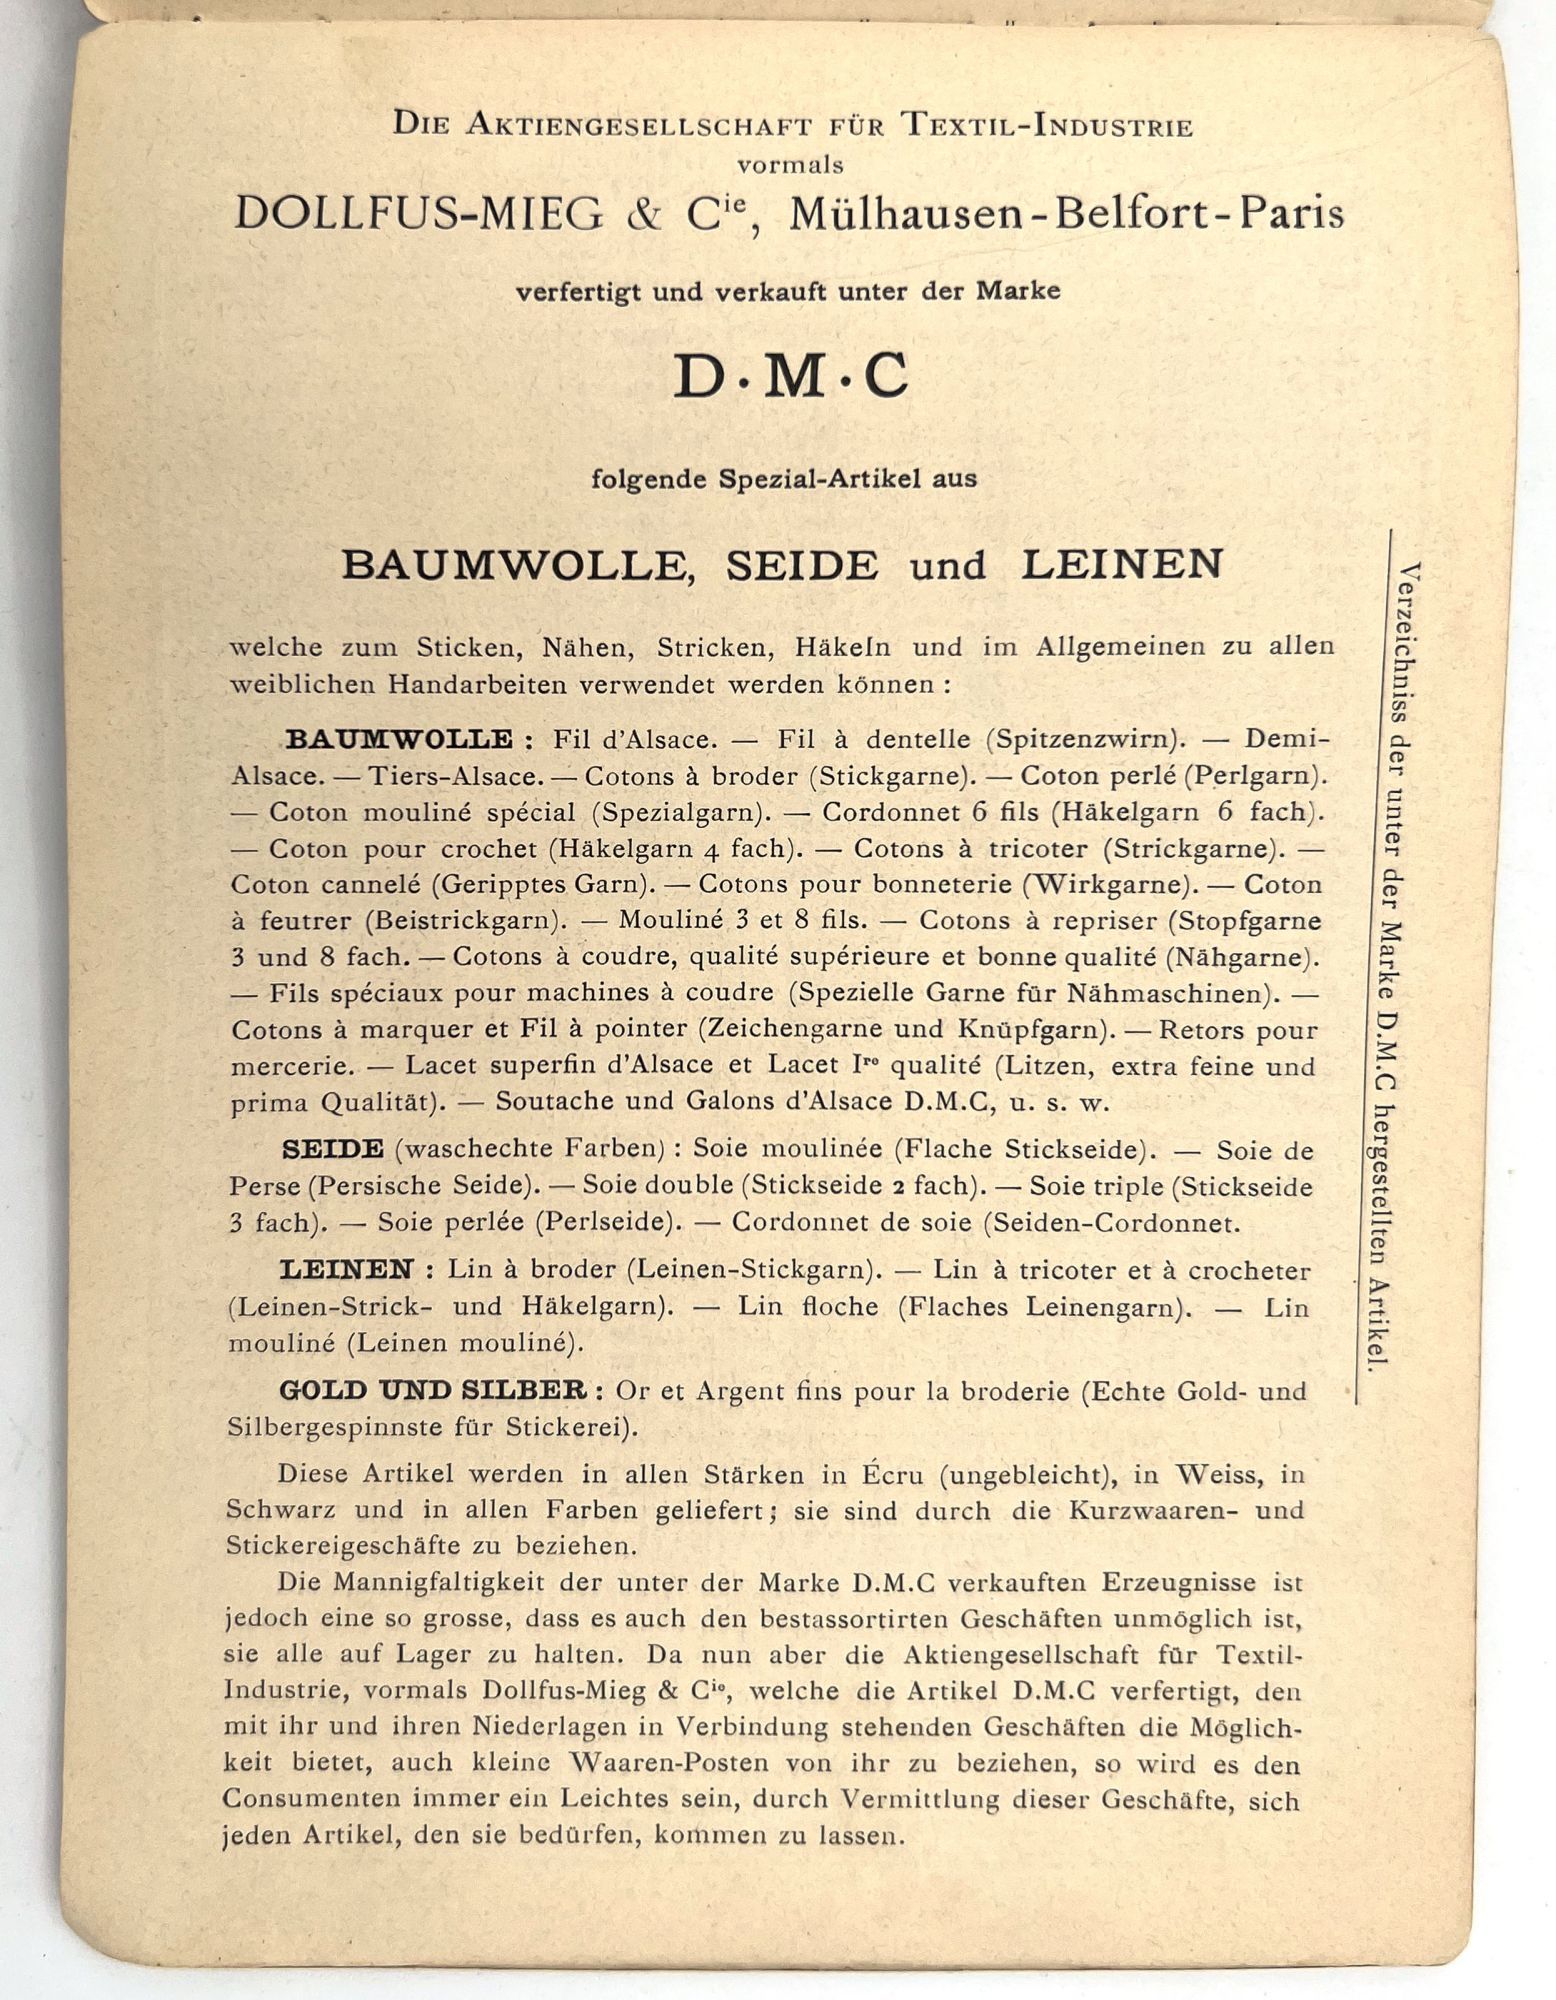 DIE AKTIENGESELLSCHAFT FÜR TEXTIL-INDUSTRIE
vormals
DOLLFUS-MIEG & Cie, Mülhausen-Belfort-Paris
verfertigt und verkauft unter der Marke
D·M·C
folgende Spezial-Artikel aus
BAUMWOLLE, SEIDE und LEINEN
welche zum Sticken, Nähen, Stricken, Häkeln und im Allgemeinen zu allen
weiblichen Handarbeiten verwendet werden können :
BAUMWOLLE : Fil d'Alsace. — Fil à dentelle (Spitzenzwirn). — Demi-
Alsace. — Tiers-Alsace. — Cotons à broder (Stickgarne). — Coton perlé (Perlgarn).
— Coton mouliné spécial (Spezialgarn). — Cordonnet 6 fils (Häkelgarn 6 fach).
— Coton pour crochet (Häkelgarn 4 fach). — Cotons à tricoter (Strickgarne). —
Coton cannelé (Geripptes Garn). — Cotons pour bonneterie (Wirkgarne). — Coton
à feutrer (Beistrickgarn). — Mouliné 3 et 8 fils. — Cotons à repriser (Stopfgarne
3 und 8 fach. — Cotons à coudre, qualité supérieure et bonne qualité (Nähgarne).
— Fils spéciaux pour machines à coudre (Spezielle Garne für Nähmaschinen). —
Cotons à marquer et Fil à pointer (Zeichengarne und Knüpfgarn). — Retors pour
mercerie. — Lacet superfin d'Alsace et Lacet Ire qualité (Litzen, extra feine und
prima Qualität). — Soutache und Galons d'Alsace D.M.C, u. s. w.
SEIDE (waschechte Farben) : Soie moulinée (Flache Stickseide). — Soie de
Perse (Persische Seide). — Soie double (Stickseide 2 fach). — Soie triple (Stickseide
3 fach). — Soie perlée (Perlseide). — Cordonnet de soie (Seiden-Cordonnet.
LEINEN : Lin à broder (Leinen-Stickgarn). — Lin à tricoter et à crocheter
(Leinen-Strick- und Häkelgarn). — Lin floche (Flaches Leinengarn). — Lin
mouliné (Leinen mouliné).
GOLD UND SILBER : Or et Argent fins pour la broderie (Echte Gold- und
Silbergespinnste für Stickerei).
Diese Artikel werden in allen Stärken in Écru (ungebleicht), in Weiss, in
Schwarz und in allen Farben geliefert; sie sind durch die Kurzwaaren- und
Stickereigeschäfte zu beziehen.
Die Mannigfaltigkeit der unter der Marke D.M.C verkauften Erzeugnisse ist
jedoch eine so grosse, dass es auch den bestassortirten Geschäften unmöglich ist,
sie alle auf Lager zu halten. Da nun aber die Aktiengesellschaft für Textil-
Industrie, vormals Dollfus-Mieg & Cie, welche die Artikel D.M.C verfertigt, den
mit ihr und ihren Niederlagen in Verbindung stehenden Geschäften die Möglich-
keit bietet, auch kleine Waaren-Posten von ihr zu beziehen, so wird es den
Consumenten immer ein Leichtes sein, durch Vermittlung dieser Geschäfte, sich
jeden Artikel, den sie bedürfen, kommen zu lassen.
Verzeichniss der unter der Marke D.M.C hergestellten Artikel.